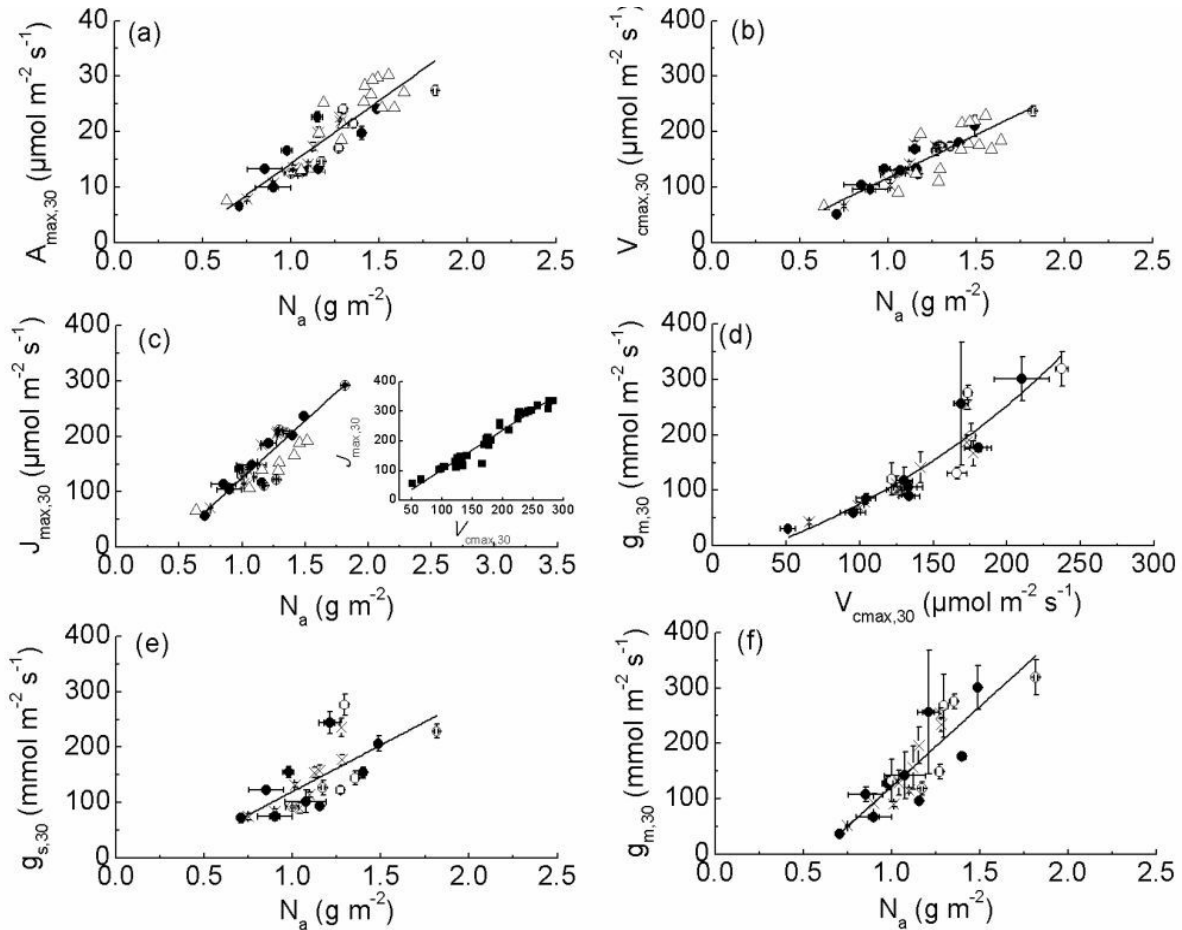 (a)
A_max,30 (μmol m⁻² s⁻¹)
40
30
20
10
0
0.0 0.5 1.0 1.5 2.0 2.5
N_a (g m⁻²)
(b)
V_cmax,30 (μmol m⁻² s⁻¹)
400
300
200
100
0
0.0 0.5 1.0 1.5 2.0 2.5
N_a (g m⁻²)
(c)
J_max,30 (μmol m⁻² s⁻¹)
400
300
200
100
0
0.0 0.5 1.0 1.5 2.0 2.5 3.0 3.5
N_a (g m⁻²)
J_max,30
400
300
200
100
0
50 100 150 200 250 300
V_cmax,30
(d)
g_m,30 (mmol m⁻² s⁻¹)
400
300
200
100
0
0 50 100 150 200 250 300
V_cmax,30 (μmol m⁻² s⁻¹)
(e)
g_s,30 (mmol m⁻² s⁻¹)
400
300
200
100
0
0.0 0.5 1.0 1.5 2.0 2.5
N_a (g m⁻²)
(f)
g_m,30 (mmol m⁻² s⁻¹)
400
300
200
100
0
0.0 0.5 1.0 1.5 2.0 2.5
N_a (g m⁻²)